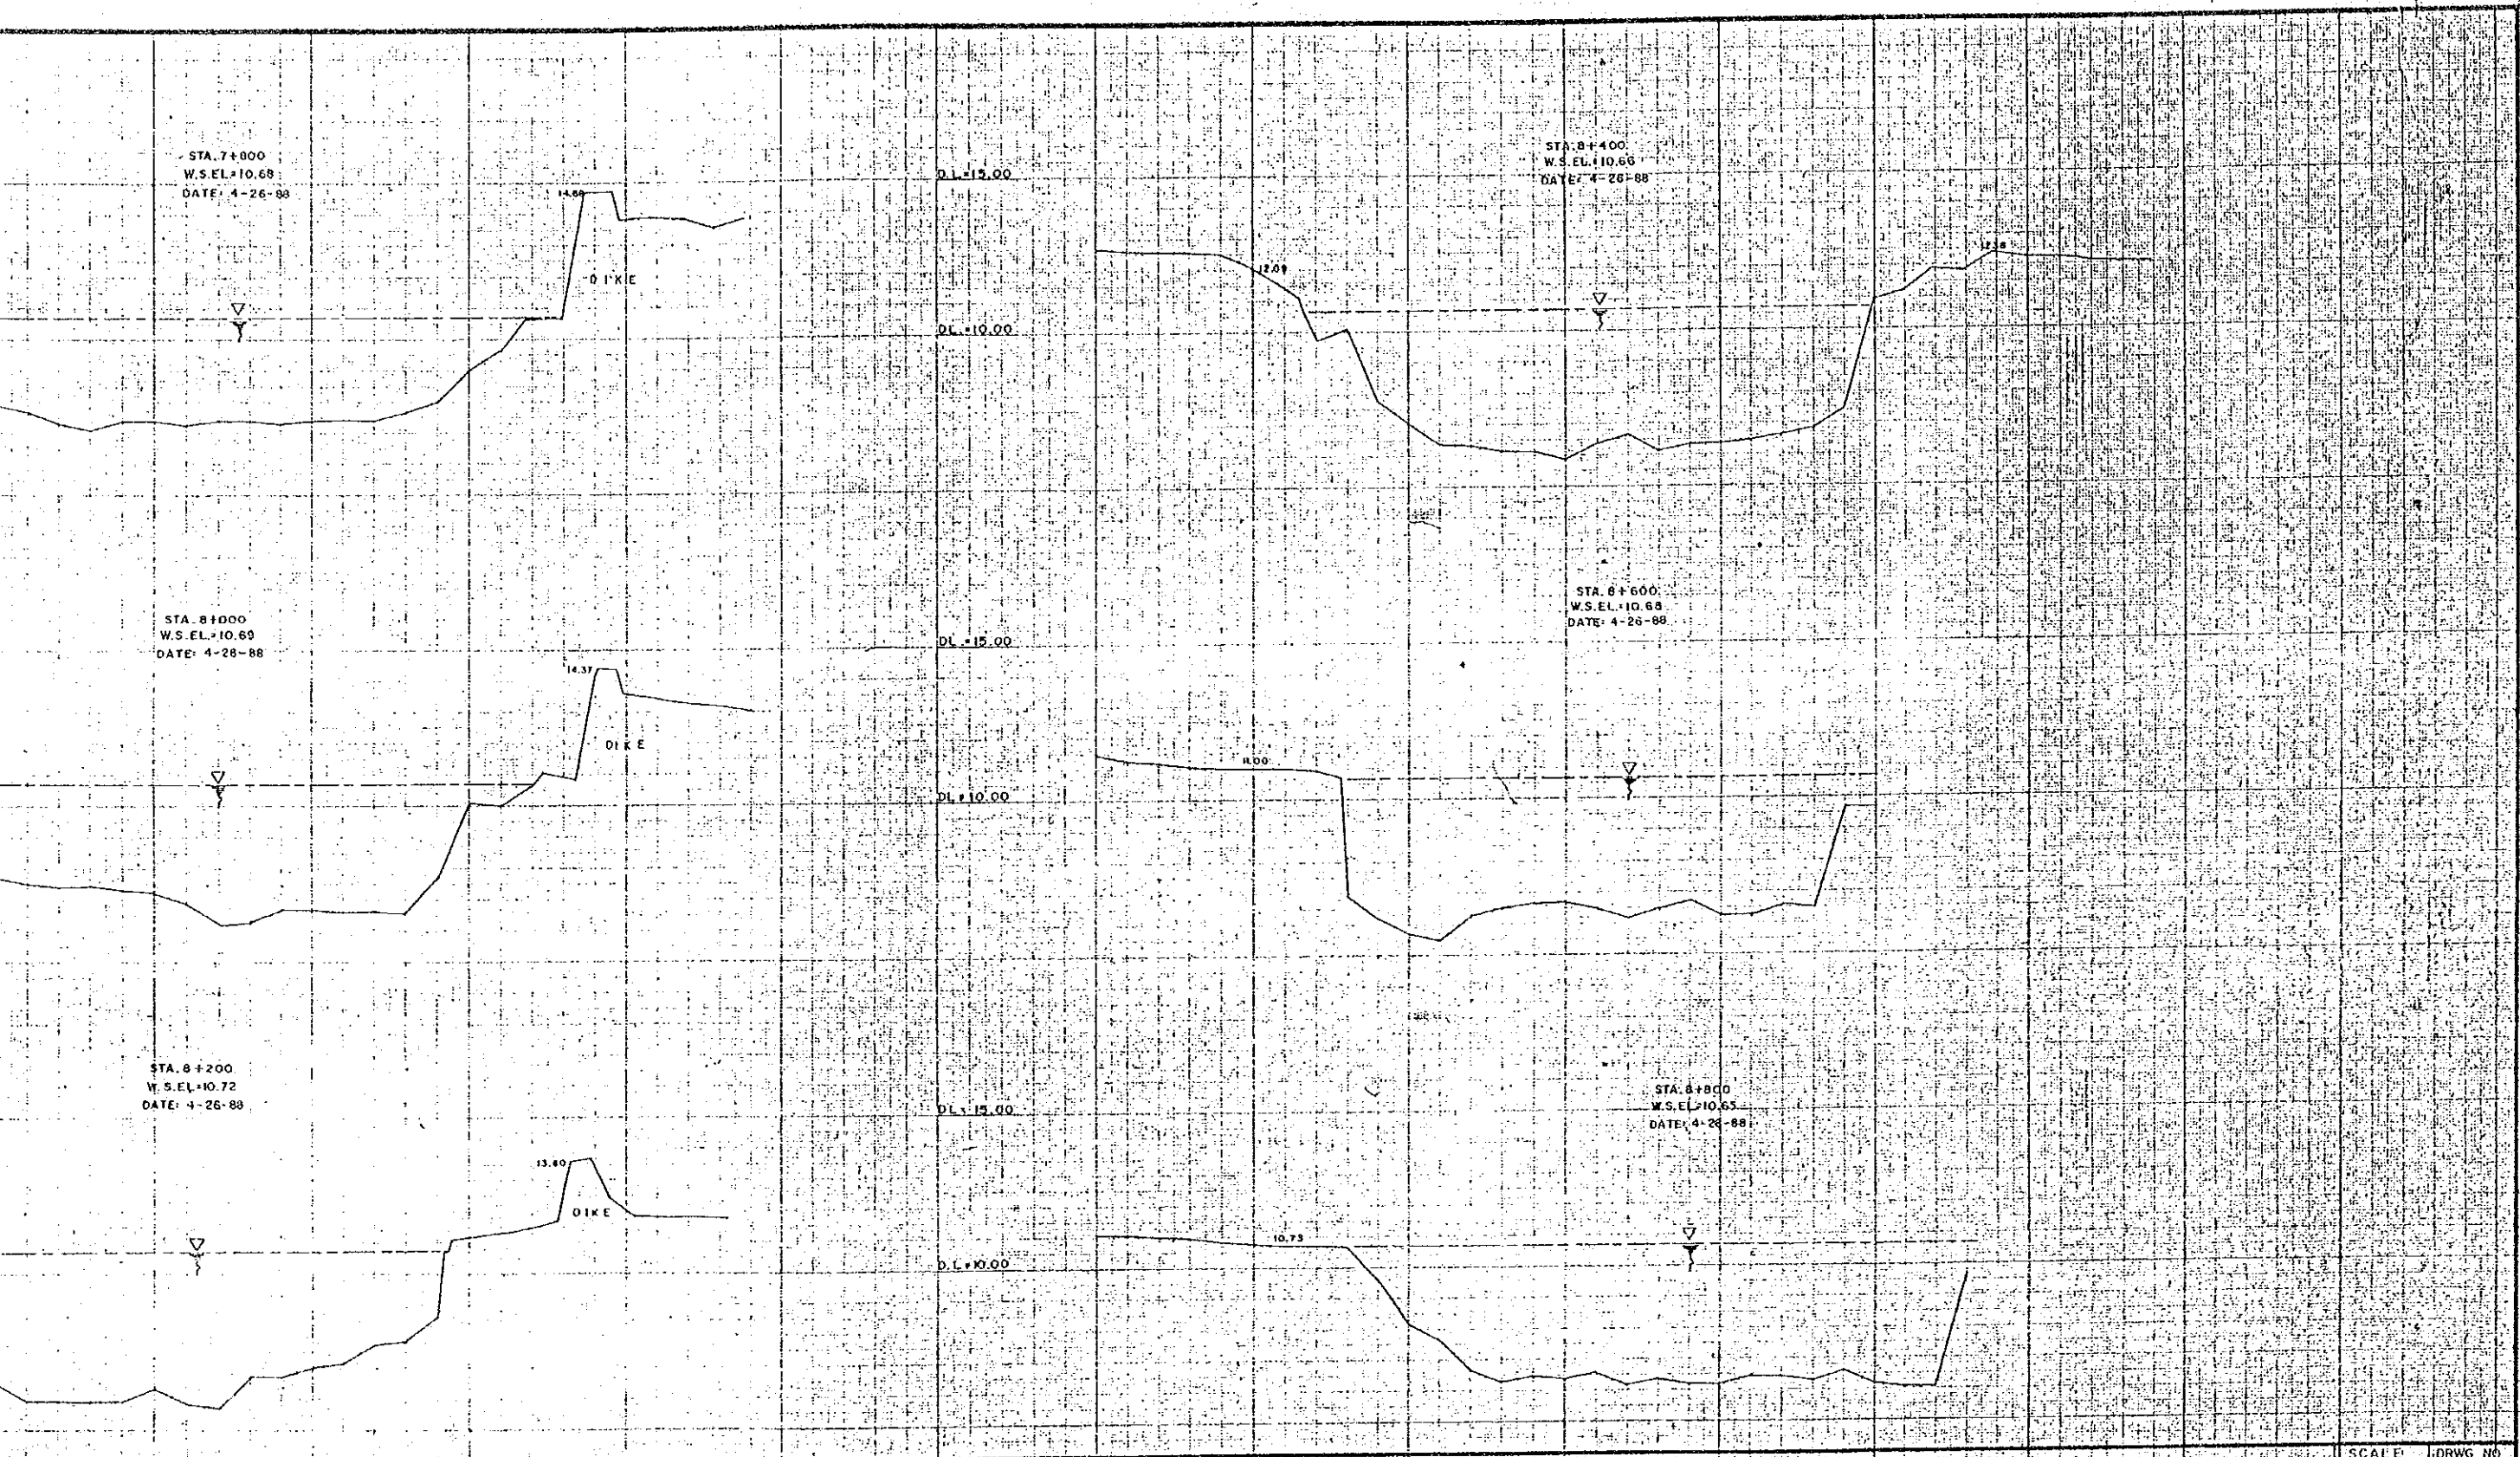 STA. 7+800
W.S.EL.=10.68
DATE: 4-26-88
14.60
DIKE
STA. 8+000
W.S.EL.=10.69
DATE: 4-26-88
14.37
DIKE
STA. 8+200
W.S.EL.=10.72
DATE: 4-26-88
13.60
DIKE
D.L.=15.00
STA. 8+400
W.S.EL.=10.66
DATE: 4-26-88
12.09
D.L.=10.00
STA. 8+600
W.S.EL.=10.68
DATE: 4-26-88
D.L.=15.00
11.00
D.L.=10.00
STA. 8+800
W.S.EL.=10.65
DATE: 4-26-88
D.L.=15.00
10.73
D.L.=10.00
SCALE: DRWG. NO.